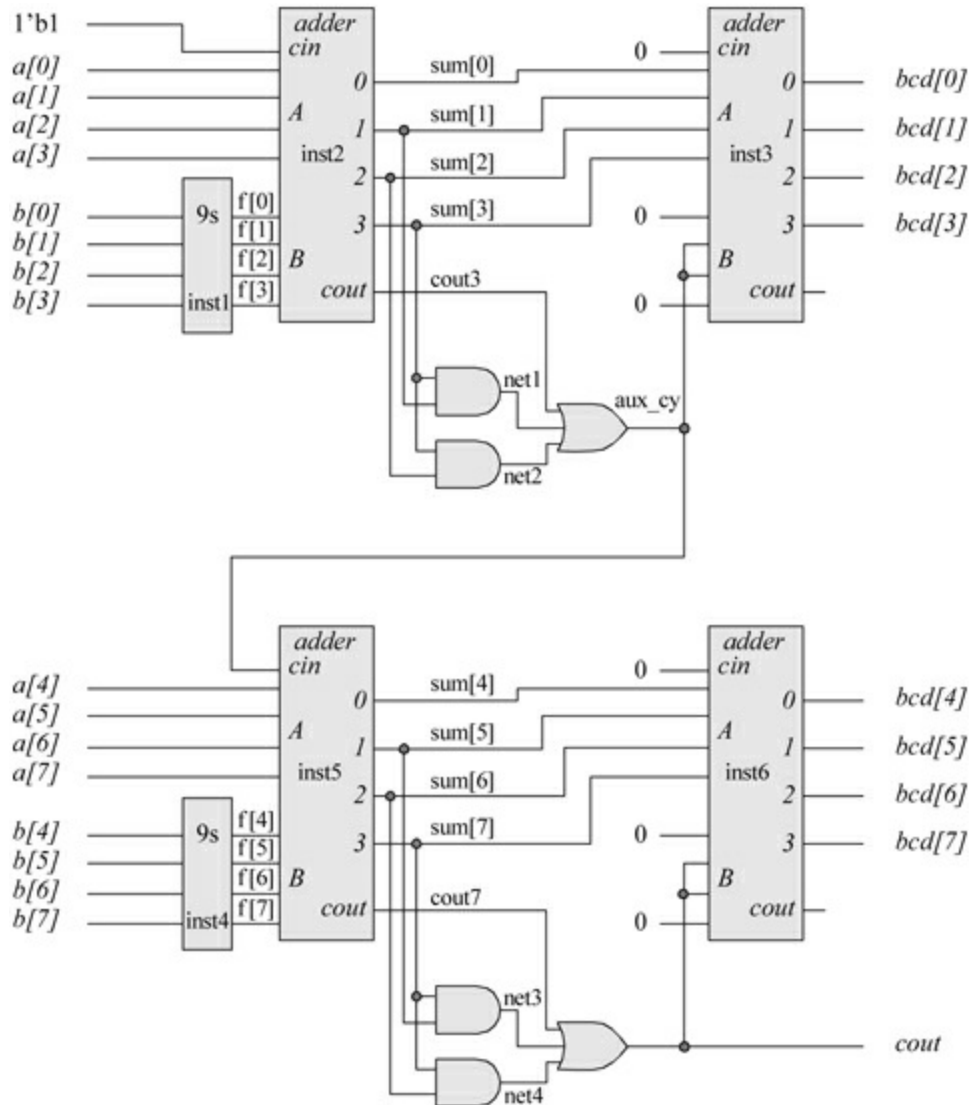 1'b1
adder
cin
a[0]
a[1]
a[2]
a[3]
A
inst2
0
1
2
3
b[0]
b[1]
b[2]
b[3]
9s
inst1
f[0]
f[1]
f[2]
f[3]
B
cout
sum[0]
sum[1]
sum[2]
sum[3]
cout3
net1
net2
aux_cy
0
adder
cin
A
inst3
0
1
2
3
0
B
0
cout
bcd[0]
bcd[1]
bcd[2]
bcd[3]
adder
cin
a[4]
a[5]
a[6]
a[7]
A
inst5
0
1
2
3
b[4]
b[5]
b[6]
b[7]
9s
inst4
f[4]
f[5]
f[6]
f[7]
B
cout
sum[4]
sum[5]
sum[6]
sum[7]
cout7
net3
net4
0
adder
cin
A
inst6
0
1
2
3
0
B
0
cout
bcd[4]
bcd[5]
bcd[6]
bcd[7]
cout